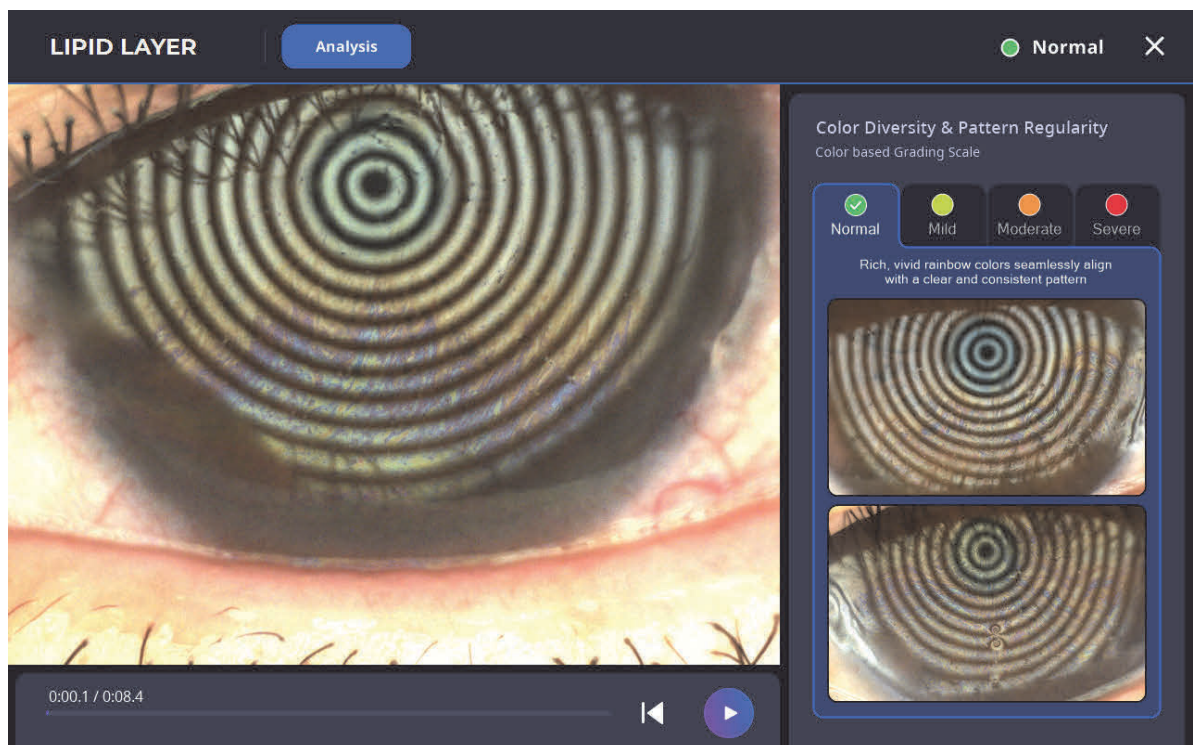 LIPID LAYER
Analysis
Normal
Color Diversity & Pattern Regularity
Color based Grading Scale
Normal
Mild
Moderate
Severe
Rich, vivid rainbow colors seamlessly align
with a clear and consistent pattern
0:00.1 / 0:08.4